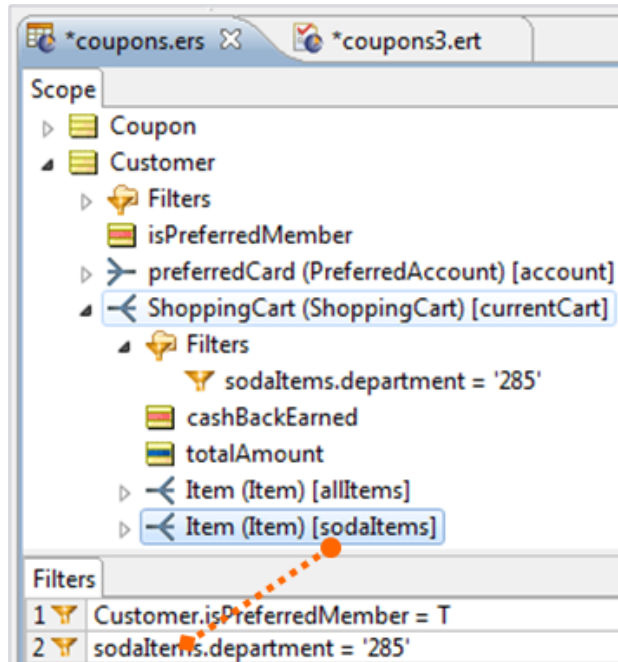 *coupons.ers *coupons3.ert
Scope
Coupon
Customer
Filters
isPreferredMember
preferredCard (PreferredAccount) [account]
ShoppingCart (ShoppingCart) [currentCart]
Filters
sodaItems.department = '285'
cashBackEarned
totalAmount
Item (Item) [allItems]
Item (Item) [sodaItems]
Filters
1 Customer.isPreferredMember = T
2 sodaItems.department = '285'